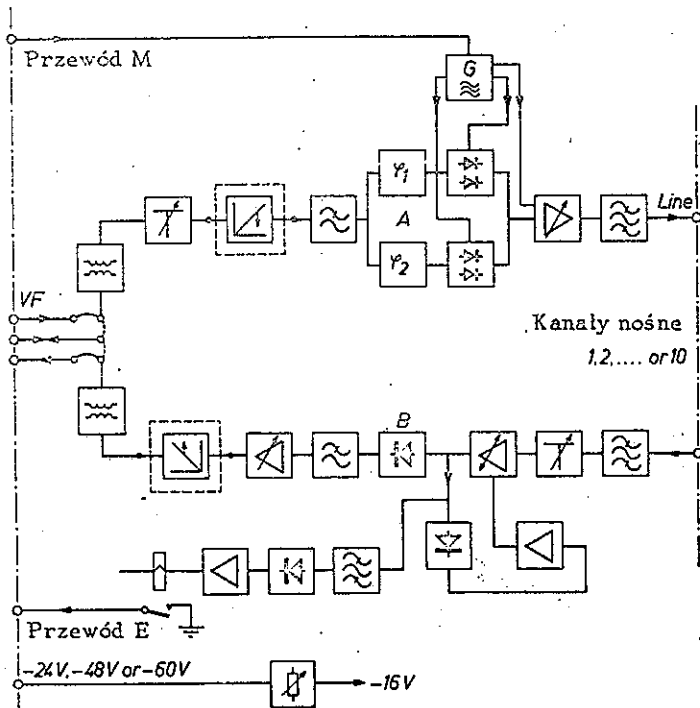 Przewód M
G
φ1
A
φ2
Line
VF
Kanały nośne
1,2,.... or 10
B
Przewód E
-24V,-48V or -60V
-16V